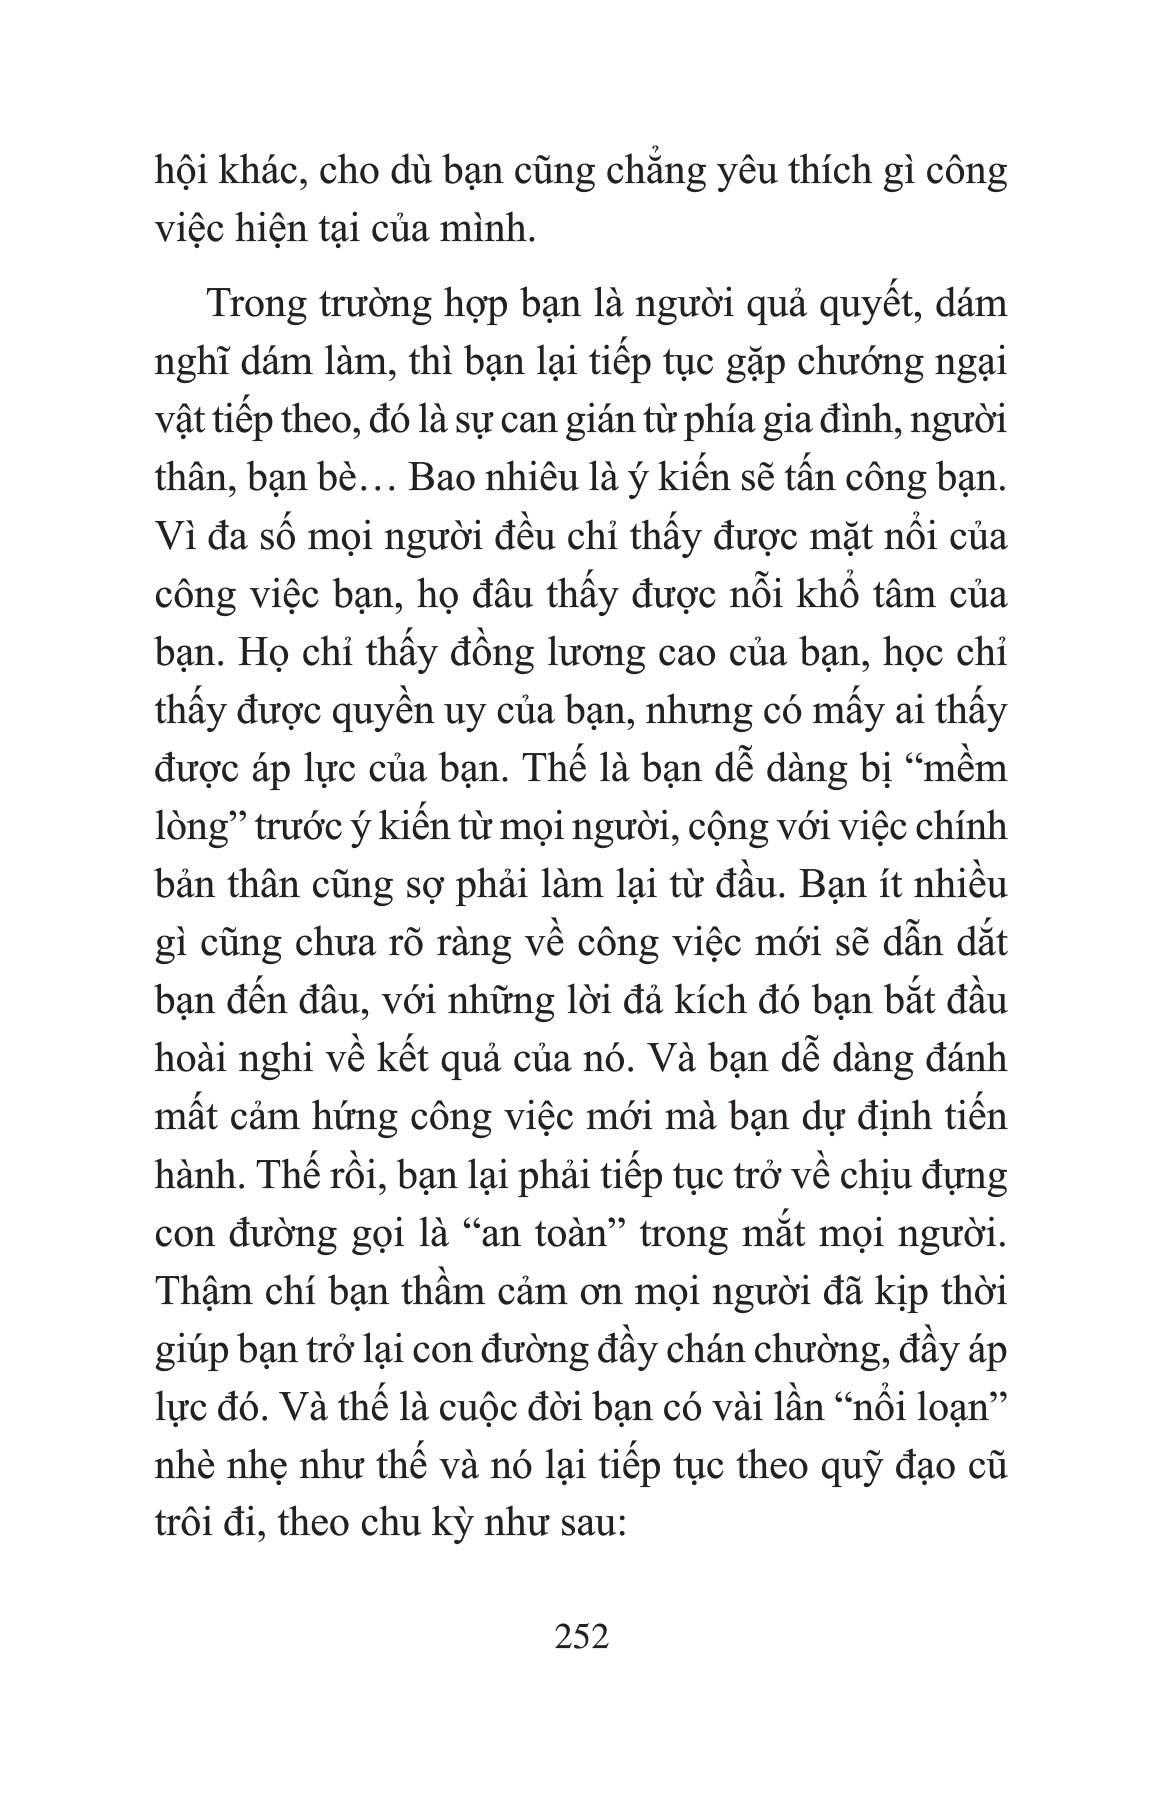 hội khác, cho dù bạn cũng chẳng yêu thích gì công
việc hiện tại của mình.
Trong trường hợp bạn là người quả quyết, dám
nghĩ dám làm, thì bạn lại tiếp tục gặp chướng ngại
vật tiếp theo, đó là sự can gián từ phía gia đình, người
thân, bạn bè… Bao nhiêu là ý kiến sẽ tấn công bạn.
Vì đa số mọi người đều chỉ thấy được mặt nổi của
công việc bạn, họ đâu thấy được nỗi khổ tâm của
bạn. Họ chỉ thấy đồng lương cao của bạn, học chỉ
thấy được quyền uy của bạn, nhưng có mấy ai thấy
được áp lực của bạn. Thế là bạn dễ dàng bị “mềm
lòng” trước ý kiến từ mọi người, cộng với việc chính
bản thân cũng sợ phải làm lại từ đầu. Bạn ít nhiều
gì cũng chưa rõ ràng về công việc mới sẽ dẫn dắt
bạn đến đâu, với những lời đả kích đó bạn bắt đầu
hoài nghi về kết quả của nó. Và bạn dễ dàng đánh
mất cảm hứng công việc mới mà bạn dự định tiến
hành. Thế rồi, bạn lại phải tiếp tục trở về chịu đựng
con đường gọi là “an toàn” trong mắt mọi người.
Thậm chí bạn thầm cảm ơn mọi người đã kịp thời
giúp bạn trở lại con đường đầy chán chường, đầy áp
lực đó. Và thế là cuộc đời bạn có vài lần “nổi loạn”
nhè nhẹ như thế và nó lại tiếp tục theo quỹ đạo cũ
trôi đi, theo chu kỳ như sau:
252